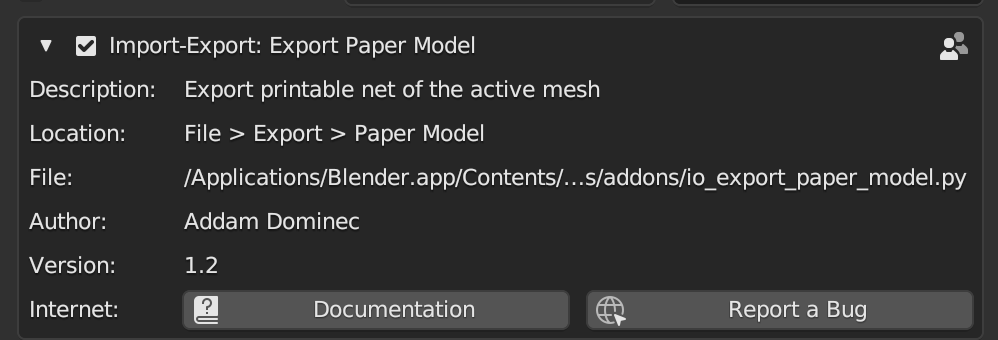 Import-Export: Export Paper Model
Description: Export printable net of the active mesh
Location: File > Export > Paper Model
File: /Applications/Blender.app/Contents/...s/addons/io_export_paper_model.py
Author: Addam Dominec
Version: 1.2
Internet: Documentation Report a Bug